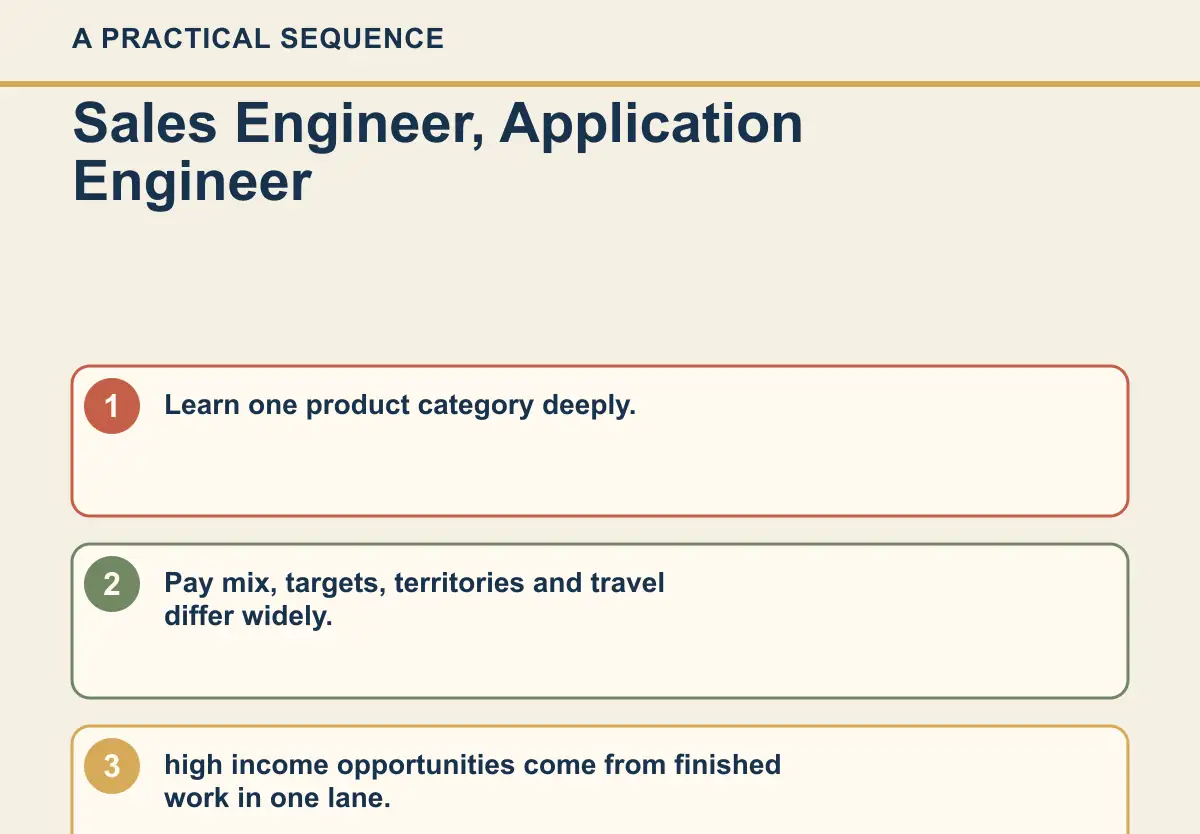 A PRACTICAL SEQUENCE
Sales Engineer, Application
Engineer
1
Learn one product category deeply.
2
Pay mix, targets, territories and travel
differ widely.
3
high income opportunities come from finished
work in one lane.